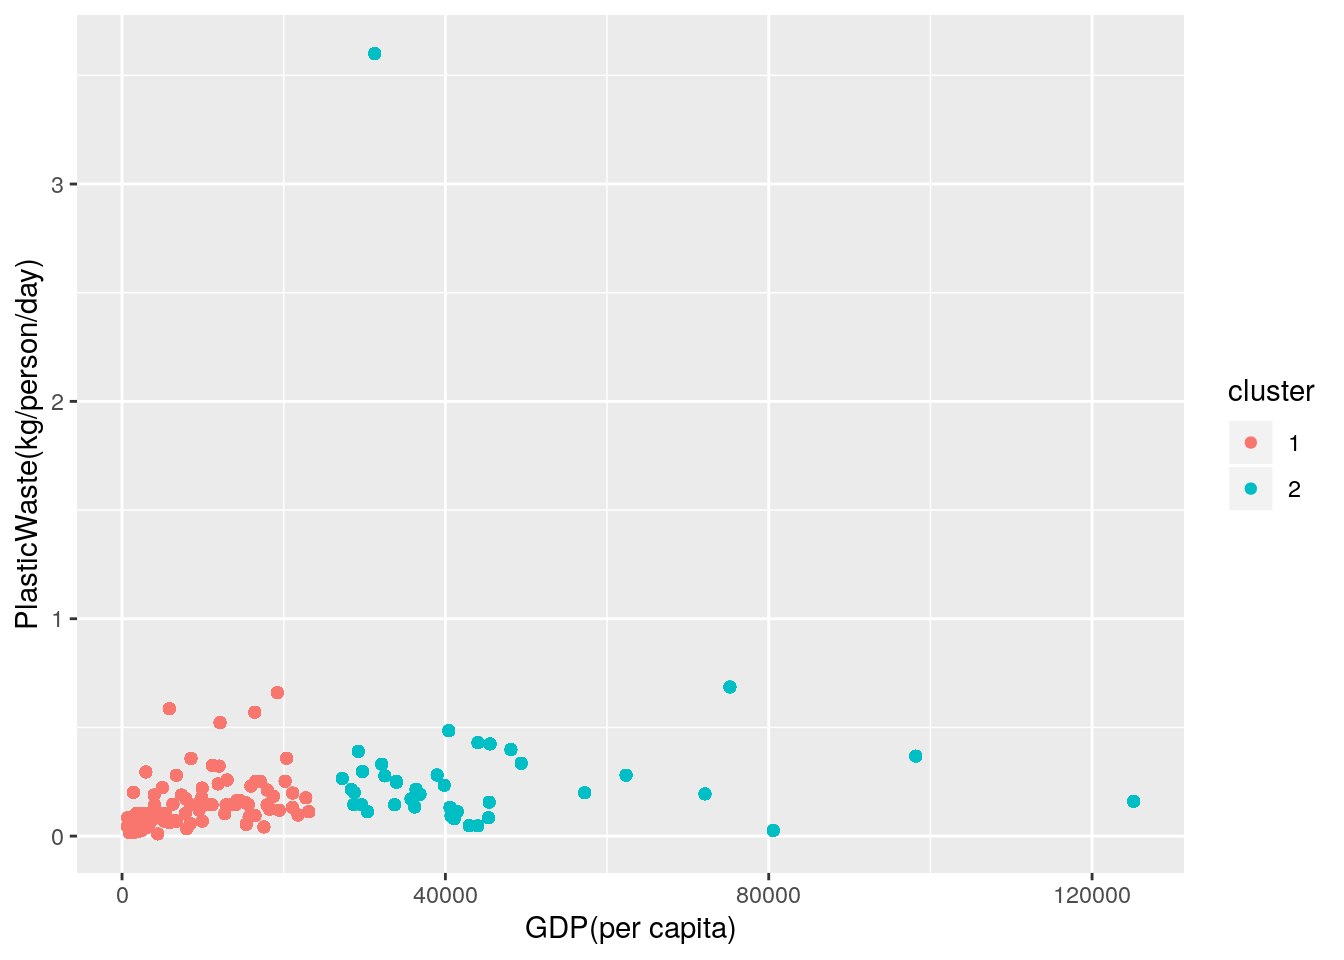 PlasticWaste(kg/person/day)
3
2
1
0
0 40000 80000 120000
GDP(per capita)
cluster
1
2